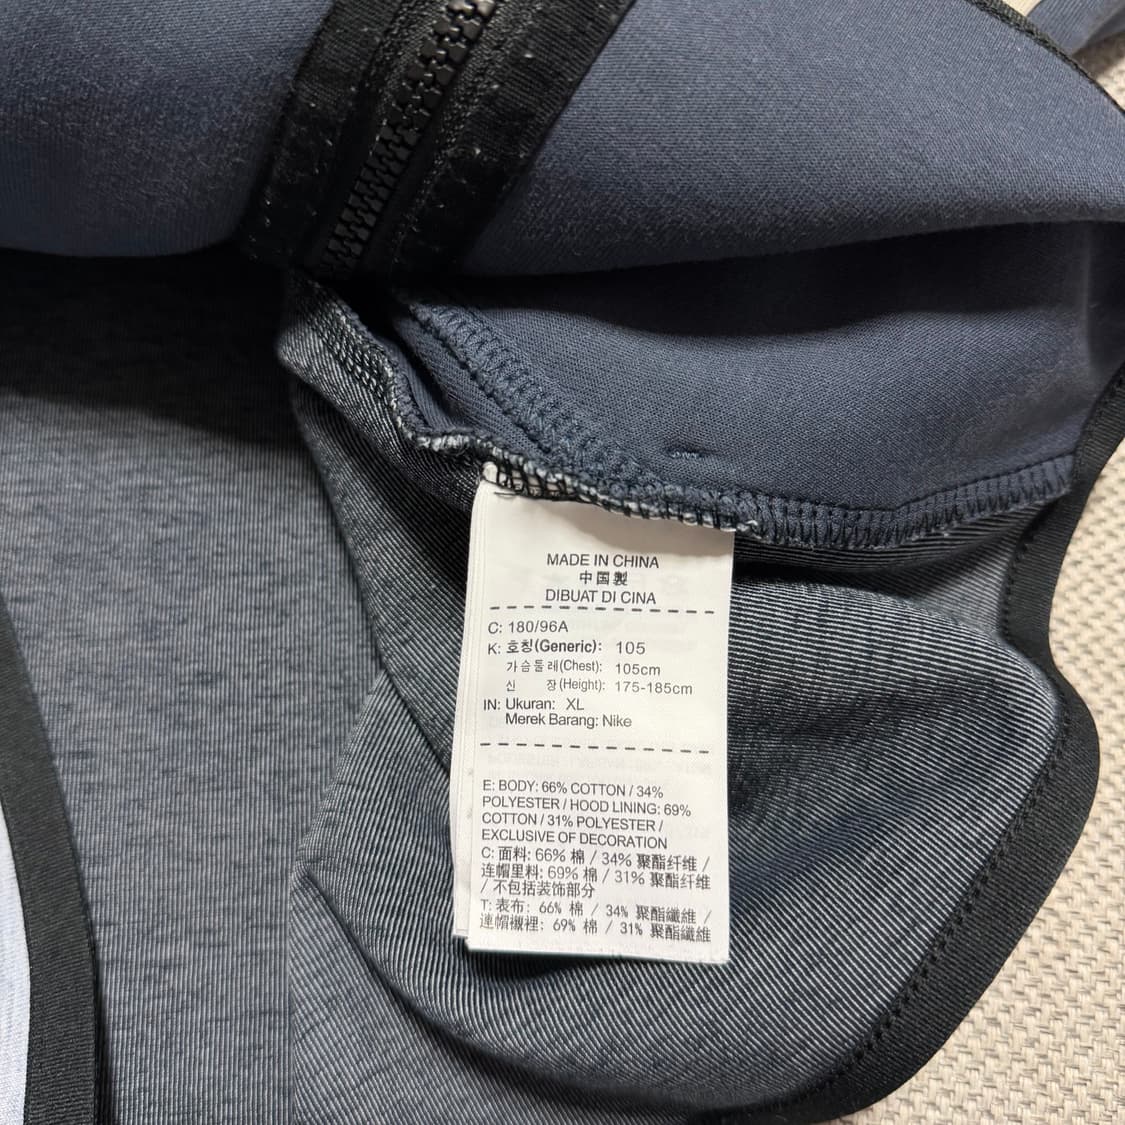 MADE IN CHINA
中国製
DIBUAT DI CINA
C: 180/96A
K: 호칭(Generic): 105
가슴둘레(Chest): 105cm
신 장(Height): 175-185cm
IN: Ukuran: XL
Merek Barang: Nike
E: BODY: 66% COTTON / 34%
POLYESTER / HOOD LINING: 69%
COTTON / 31% POLYESTER /
EXCLUSIVE OF DECORATION
C: 面料: 66% 棉 / 34% 聚酯纤维 /
连帽里料: 69% 棉 / 31% 聚酯纤维
/ 不包括装饰部分
T: 表布: 66% 棉 / 34% 聚酯纖維 /
連帽襯裡: 69% 棉 / 31% 聚酯纖維